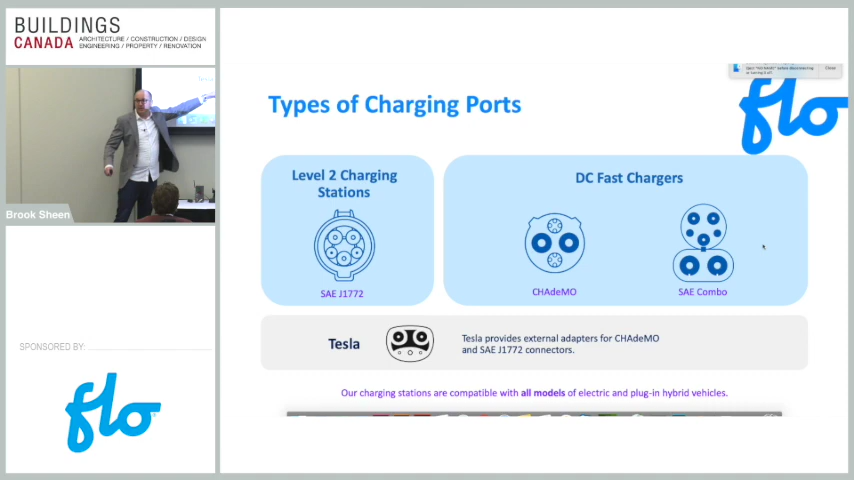 BUILDINGS
CANADA
ARCHITECTURE / CONSTRUCTION / DESIGN
ENGINEERING / PROPERTY / RENOVATION
Brook Sheen
SPONSORED BY:
flo
Types of Charging Ports
flo
Close
Level 2 Charging
Stations
SAE J1772
DC Fast Chargers
CHAdeMO
SAE Combo
Tesla
Tesla provides external adapters for CHAdeMO
and SAE J1772 connectors.
Our charging stations are compatible with all models of electric and plug-in hybrid vehicles.